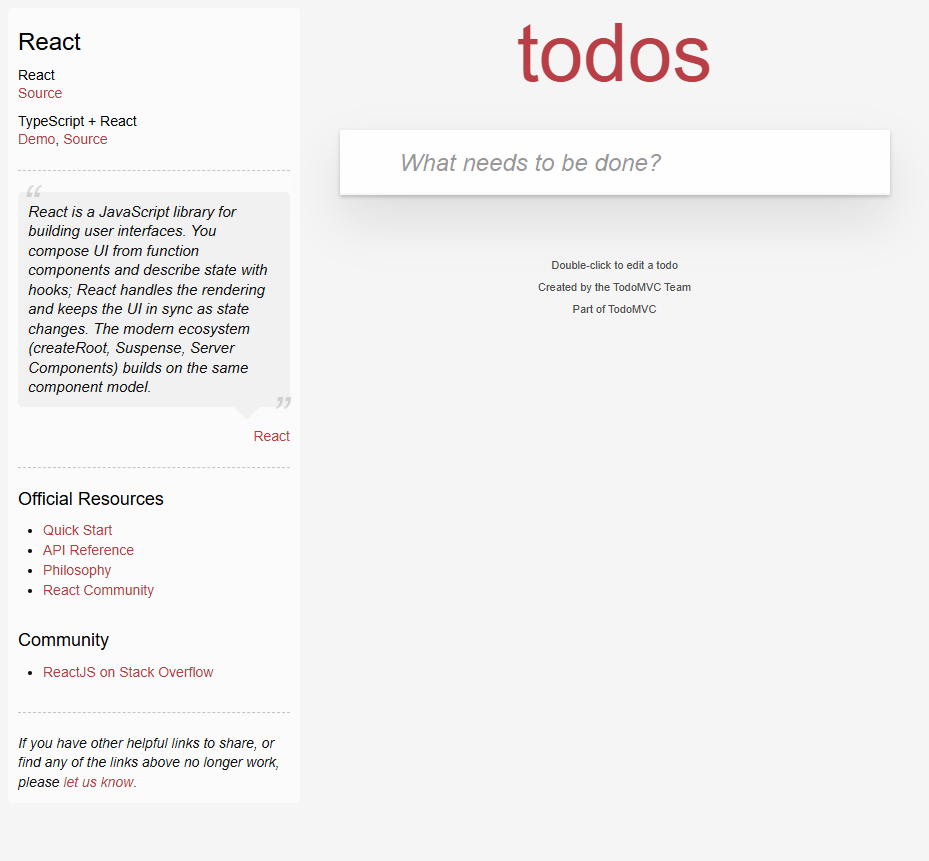 React
React
Source
TypeScript + React
Demo, Source
“
React is a JavaScript library for
building user interfaces. You
compose UI from function
components and describe state with
hooks; React handles the rendering
and keeps the UI in sync as state
changes. The modern ecosystem
(createRoot, Suspense, Server
Components) builds on the same
component model.
”
React
Official Resources
• Quick Start
• API Reference
• Philosophy
• React Community
Community
• ReactJS on Stack Overflow
If you have other helpful links to share, or
find any of the links above no longer work,
please let us know.
todos
What needs to be done?
Double-click to edit a todo
Created by the TodoMVC Team
Part of TodoMVC